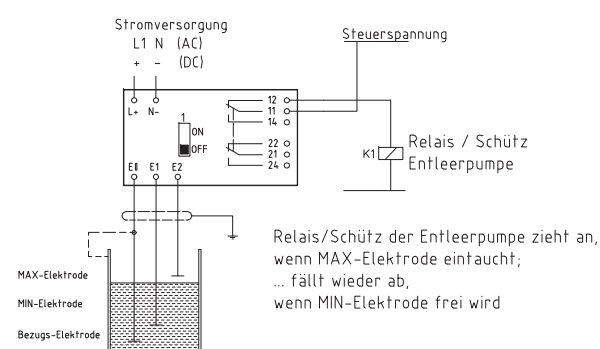 Stromversorgung
L1 N (AC)
+ - (DC)
Steuerspannung
L+ N-
1
ON
OFF
12
11
14
22
21
24
E0 E1 E2
K1
Relais / Schütz
Entleerpumpe
Relais/Schütz der Entleerpumpe zieht an,
wenn MAX-Elektrode eintaucht;
... fällt wieder ab,
wenn MIN-Elektrode frei wird
MAX-Elektrode
MIN-Elektrode
Bezugs-Elektrode